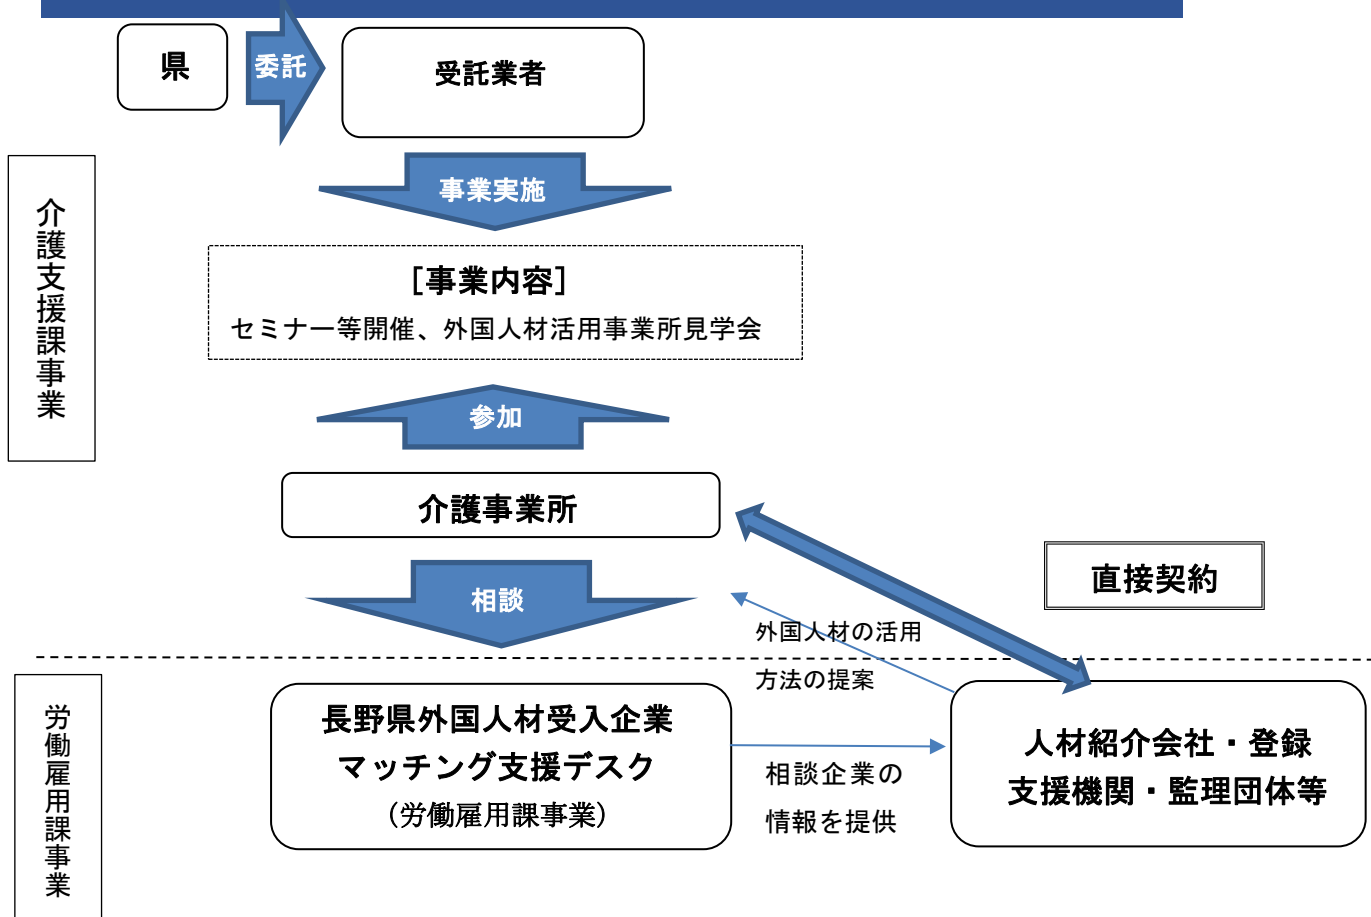 県
委託
受託業者
事業実施
介護支援課事業
[事業内容]
セミナー等開催、外国人材活用事業所見学会
参加
介護事業所
直接契約
相談
外国人材の活用
方法の提案
労働雇用課事業
長野県外国人材受入企業
マッチング支援デスク
(労働雇用課事業)
相談企業の
情報を提供
人材紹介会社・登録
支援機関・監理団体等